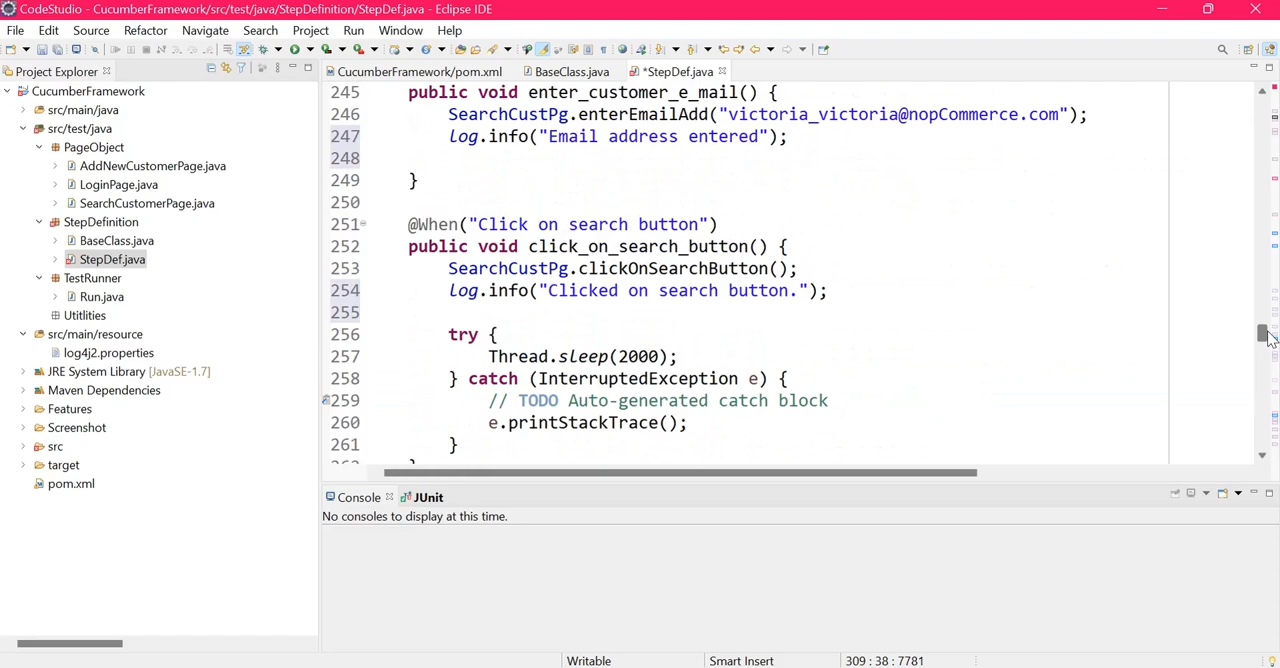 CodeStudio - CucumberFramework/src/test/java/StepDefinition/StepDef.java - Eclipse IDE
File Edit Source Refactor Navigate Search Project Run Window Help
Project Explorer
CucumberFramework
src/main/java
src/test/java
PageObject
AddNewCustomerPage.java
LoginPage.java
SearchCustomerPage.java
StepDefinition
BaseClass.java
StepDef.java
TestRunner
Run.java
Utitlities
src/main/resource
log4j2.properties
JRE System Library [JavaSE-1.7]
Maven Dependencies
Features
Screenshot
src
target
pom.xml
CucumberFramework/pom.xml BaseClass.java *StepDef.java
245 public void enter_customer_e_mail() {
246 SearchCustPg.enterEmailAdd("victoria_victoria@nopCommerce.com");
247 log.info("Email address entered");
248
249 }
250
251 @When("Click on search button")
252 public void click_on_search_button() {
253 SearchCustPg.clickOnSearchButton();
254 log.info("Clicked on search button.");
255
256 try {
257 Thread.sleep(2000);
258 } catch (InterruptedException e) {
259 // TODO Auto-generated catch block
260 e.printStackTrace();
261 }
Console JUnit
No consoles to display at this time.
Writable Smart Insert 309 : 38 : 7781